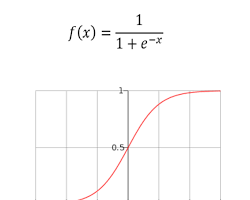 f(x) = 1 / (1 + e^{-x})
1
0.5